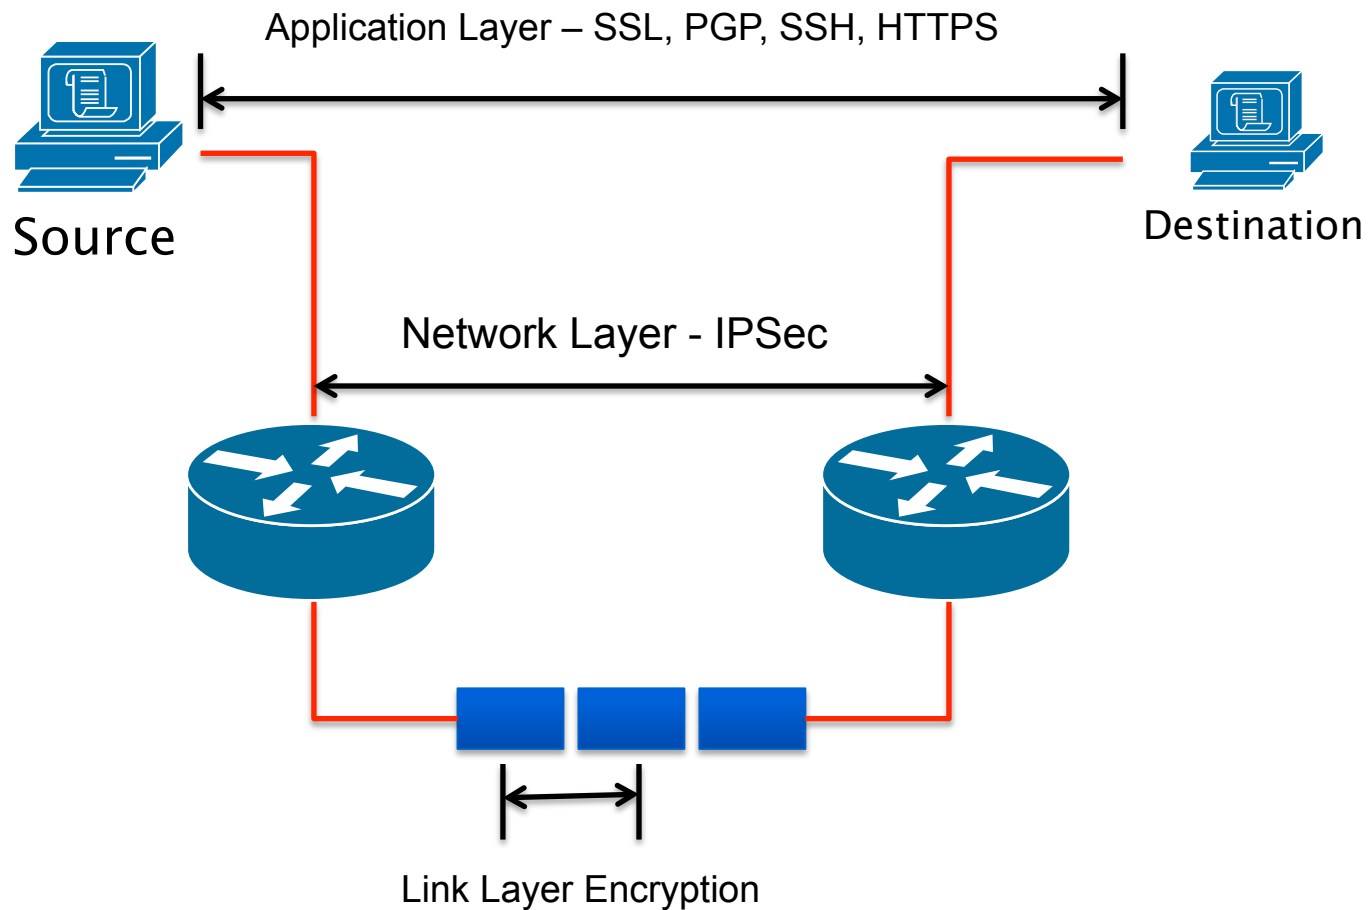 Application Layer – SSL, PGP, SSH, HTTPS
Source
Destination
Network Layer - IPSec
Link Layer Encryption